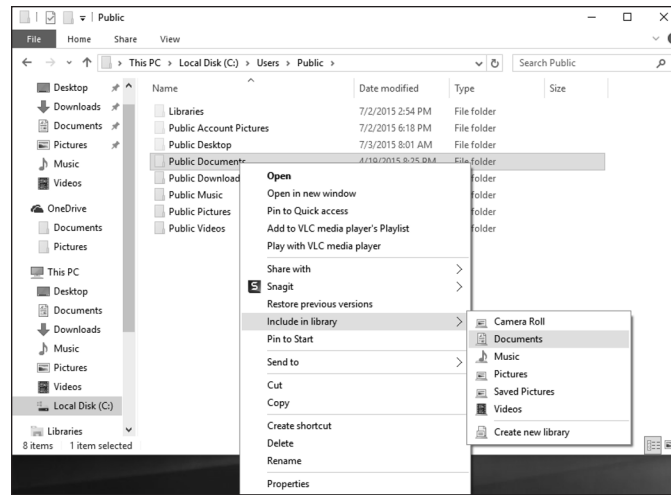 Public
File Home Share View
This PC > Local Disk (C:) > Users > Public > Search Public
Name Date modified Type Size
Desktop
Downloads
Documents
Pictures
Music
Videos
OneDrive
Documents
Pictures
This PC
Desktop
Documents
Downloads
Music
Pictures
Videos
Local Disk (C:)
Libraries
Libraries 7/2/2015 2:54 PM File folder
Public Account Pictures 7/2/2015 6:18 PM File folder
Public Desktop 7/3/2015 8:01 AM File folder
Public Documents 4/19/2015 8:25 PM File folder
Public Download folder
Public Music folder
Public Pictures folder
Public Videos folder
Open
Open in new window
Pin to Quick access
Add to VLC media player's Playlist
Play with VLC media player
Share with
S Snagit
Restore previous versions
Include in library
Pin to Start
Send to
Cut
Copy
Create shortcut
Delete
Rename
Properties
Camera Roll
Documents
Music
Pictures
Saved Pictures
Videos
Create new library
8 items 1 item selected